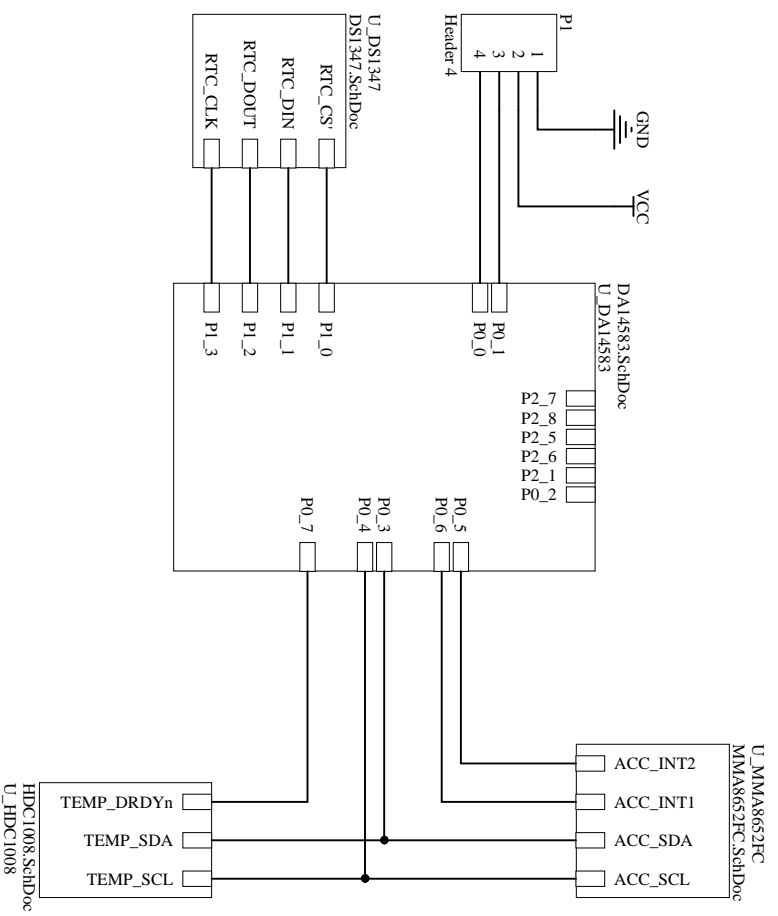 P1
1
2
3
4
Header 4
GND
VCC
U_DS1347
DS1347.SchDoc
RTC_CS'
RTC_DIN
RTC_DOUT
RTC_CLK
DA14583.SchDoc
U_DA14583
P0_1
P0_0
P1_0
P1_1
P1_2
P1_3
P2_7
P2_8
P2_5
P2_6
P2_1
P0_2
P0_5
P0_6
P0_3
P0_4
P0_7
U_MMA8652FC
MMA8652FC.SchDoc
ACC_INT2
ACC_INT1
ACC_SDA
ACC_SCL
TEMP_DRDYn
TEMP_SDA
TEMP_SCL
HDC1008.SchDoc
U_HDC1008